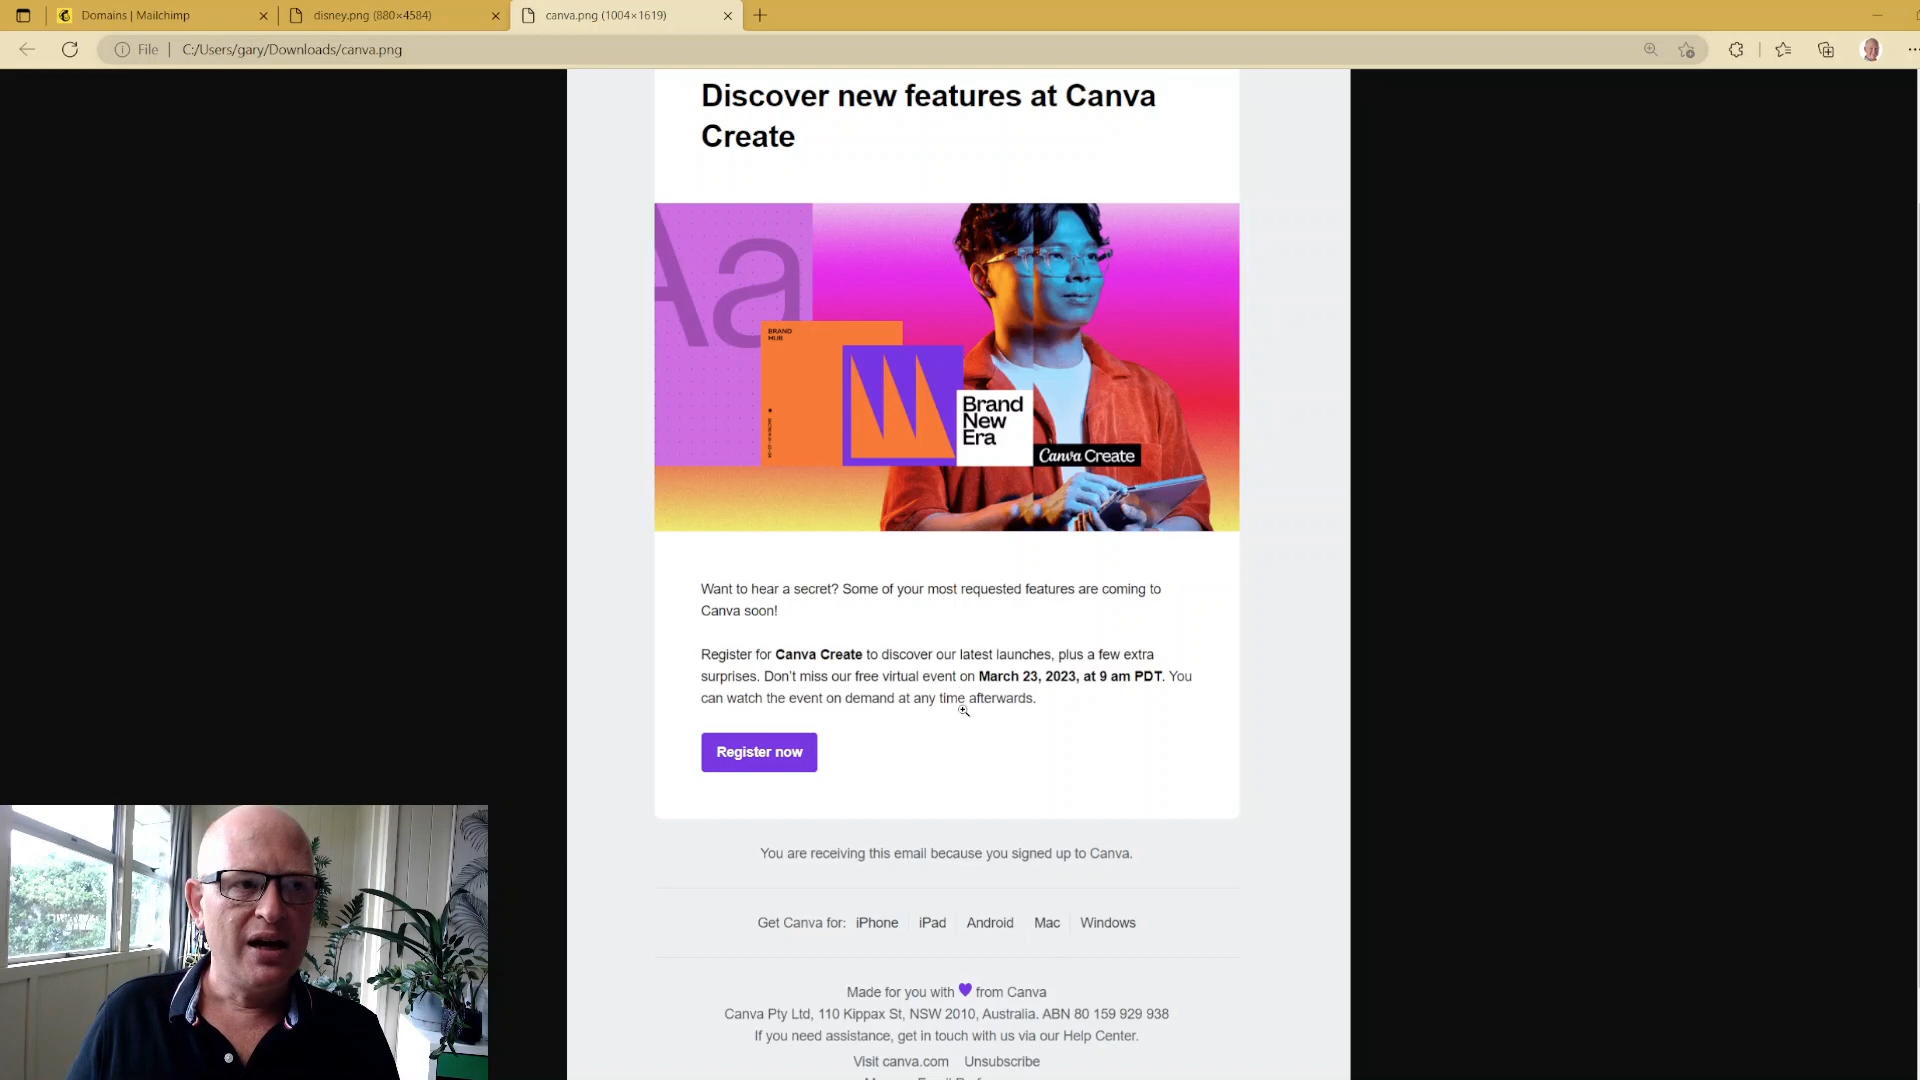 Domains | Mailchimp
disney.png (880×4584)
canva.png (1004×1619)
File
C:/Users/gary/Downloads/canva.png
Discover new features at Canva
Create
Aa
BRAND
HUB
Brand
New
Era
Canva Create
Want to hear a secret? Some of your most requested features are coming to
Canva soon!
Register for Canva Create to discover our latest launches, plus a few extra
surprises. Don't miss our free virtual event on March 23, 2023, at 9 am PDT. You
can watch the event on demand at any time afterwards.
Register now
You are receiving this email because you signed up to Canva.
Get Canva for: iPhone iPad Android Mac Windows
Made for you with 💜 from Canva
Canva Pty Ltd, 110 Kippax St, NSW 2010, Australia. ABN 80 159 929 938
If you need assistance, get in touch with us via our Help Center.
Visit canva.com Unsubscribe